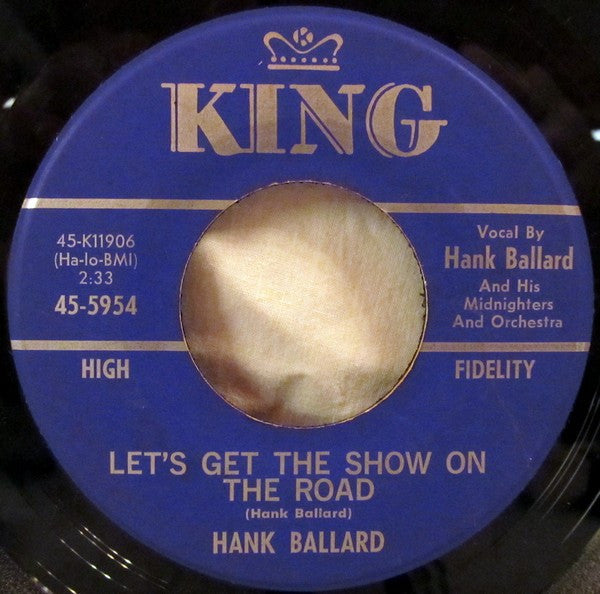 K
KING
45-K11906
(Ha-lo-BMI)
2:33
45-5954
Vocal By
Hank Ballard
And His
Midnighters
And Orchestra
HIGH FIDELITY
LET'S GET THE SHOW ON
THE ROAD
(Hank Ballard)
HANK BALLARD